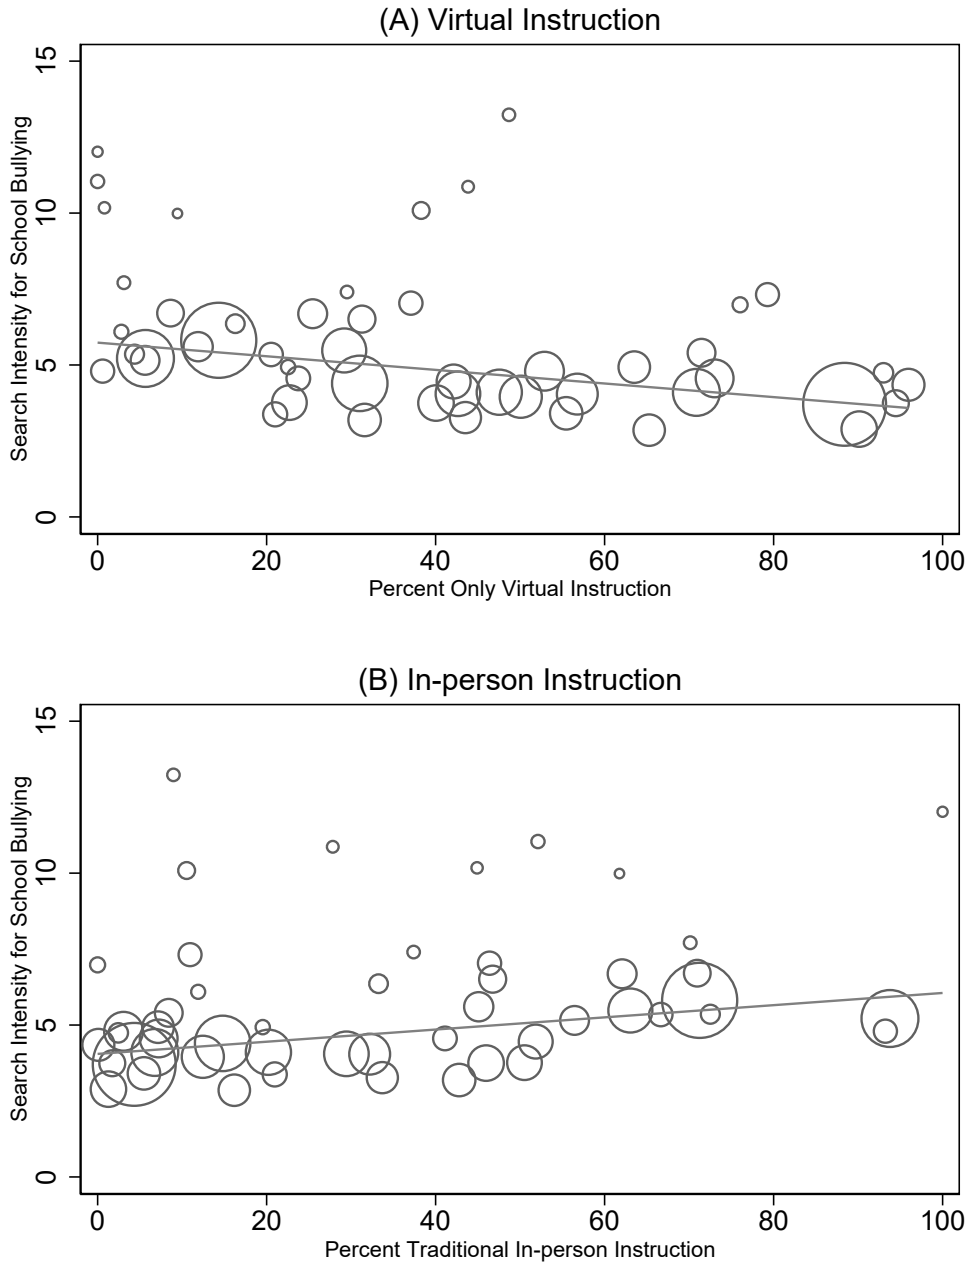 (A) Virtual Instruction
Search Intensity for School Bullying
15
10
5
0
0 20 40 60 80 100
Percent Only Virtual Instruction
(B) In-person Instruction
Search Intensity for School Bullying
15
10
5
0
0 20 40 60 80 100
Percent Traditional In-person Instruction